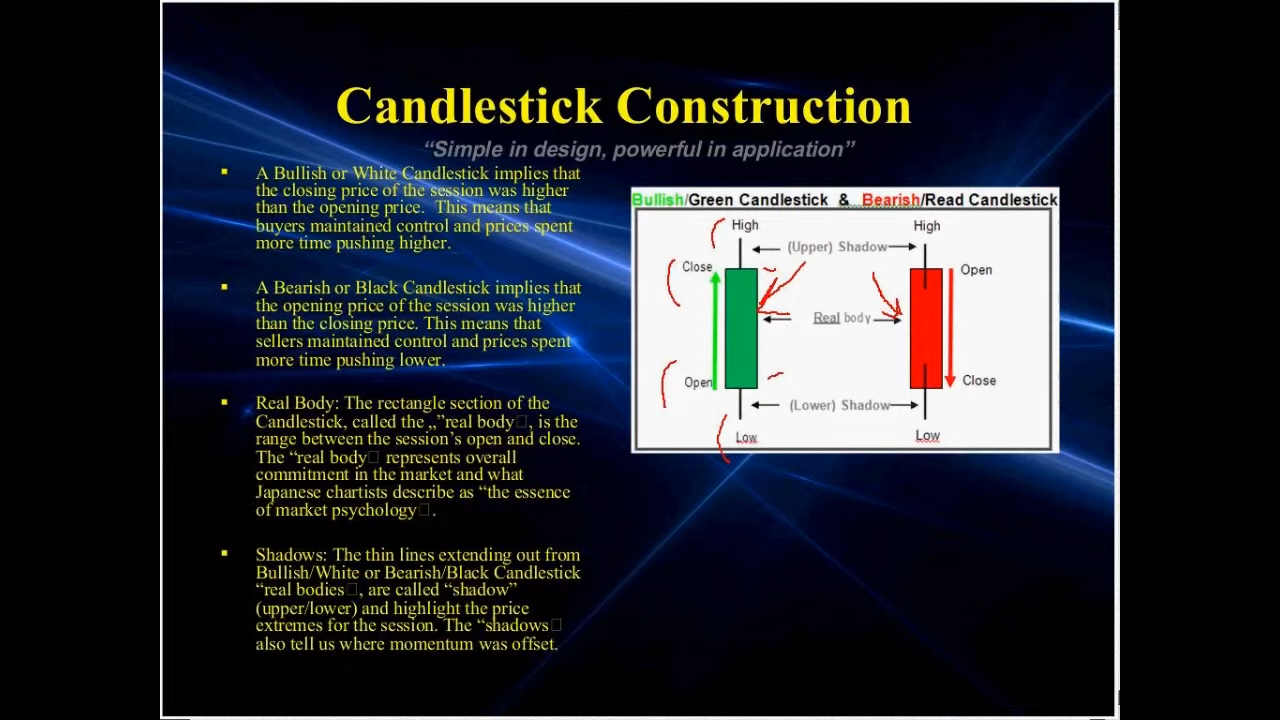 Candlestick Construction
“Simple in design, powerful in application”
▪ A Bullish or White Candlestick implies that
the closing price of the session was higher
than the opening price. This means that
buyers maintained control and prices spent
more time pushing higher.
▪ A Bearish or Black Candlestick implies that
the opening price of the session was higher
than the closing price. This means that
sellers maintained control and prices spent
more time pushing lower.
▪ Real Body: The rectangle section of the
Candlestick, called the „”real body□, is the
range between the session’s open and close.
The “real body□ represents overall
commitment in the market and what
Japanese chartists describe as “the essence
of market psychology□.
▪ Shadows: The thin lines extending out from
Bullish/White or Bearish/Black Candlestick
“real bodies□, are called “shadow”
(upper/lower) and highlight the price
extremes for the session. The “shadows□
also tell us where momentum was offset.
Bullish/Green Candlestick & Bearish/Read Candlestick
High High
(Upper) Shadow
Close Open
Real body
Open Close
(Lower) Shadow
Low Low